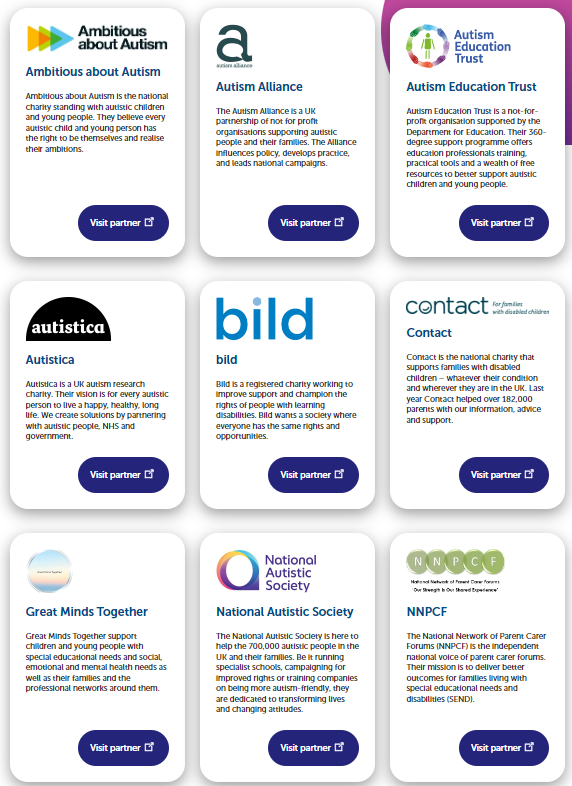 Ambitious
about Autism
Ambitious about Autism
Ambitious about Autism is the national
charity standing with autistic children
and young people. They believe every
autistic child and young person has
the right to be themselves and realise
their ambitions.
Visit partner
a
autism alliance
Autism Alliance
The Autism Alliance is a UK
partnership of not for profit
organisations supporting autistic
people and their families. The Alliance
influences policy, develops practice,
and leads national campaigns.
Visit partner
Autism
Education
Trust
Autism Education Trust
Autism Education Trust is a not-for-
profit organisation supported by the
Department for Education. Their 360-
degree support programme offers
education professionals training,
practical tools and a wealth of free
resources to better support autistic
children and young people.
Visit partner
autistica
Autistica
Autistica is a UK autism research
charity. Their vision is for every autistic
person to live a happy, healthy, long
life. We create solutions by partnering
with autistic people, NHS and
government.
Visit partner
bild
bild
Bild is a registered charity working to
improve support and champion the
rights of people with learning
disabilities. Bild wants a society where
everyone has the same rights and
opportunities.
Visit partner
contact For families
with disabled children
Contact
Contact is the national charity that
supports families with disabled
children – whatever their condition
and wherever they are in the UK. Last
year Contact helped over 182,000
parents with our information, advice
and support.
Visit partner
Great Minds Together
Great Minds Together
Great Minds Together support
children and young people with
special educational needs and social,
emotional and mental health needs as
well as their families and the
professional networks around them.
Visit partner
National
Autistic
Society
National Autistic Society
The National Autistic Society is here to
help the 700,000 autistic people in the
UK and their families. Be it running
specialist schools, campaigning for
improved rights or training companies
on being more autism-friendly, they
are dedicated to transforming lives
and changing attitudes.
Visit partner
NNPCF
National Network of Parent Carer Forums
'Our Strength Is Our Shared Experience'
NNPCF
The National Network of Parent Carer
Forums (NNPCF) is the independent
national voice of parent carer forums.
Their mission is to deliver better
outcomes for families living with
special educational needs and
disabilities (SEND).
Visit partner